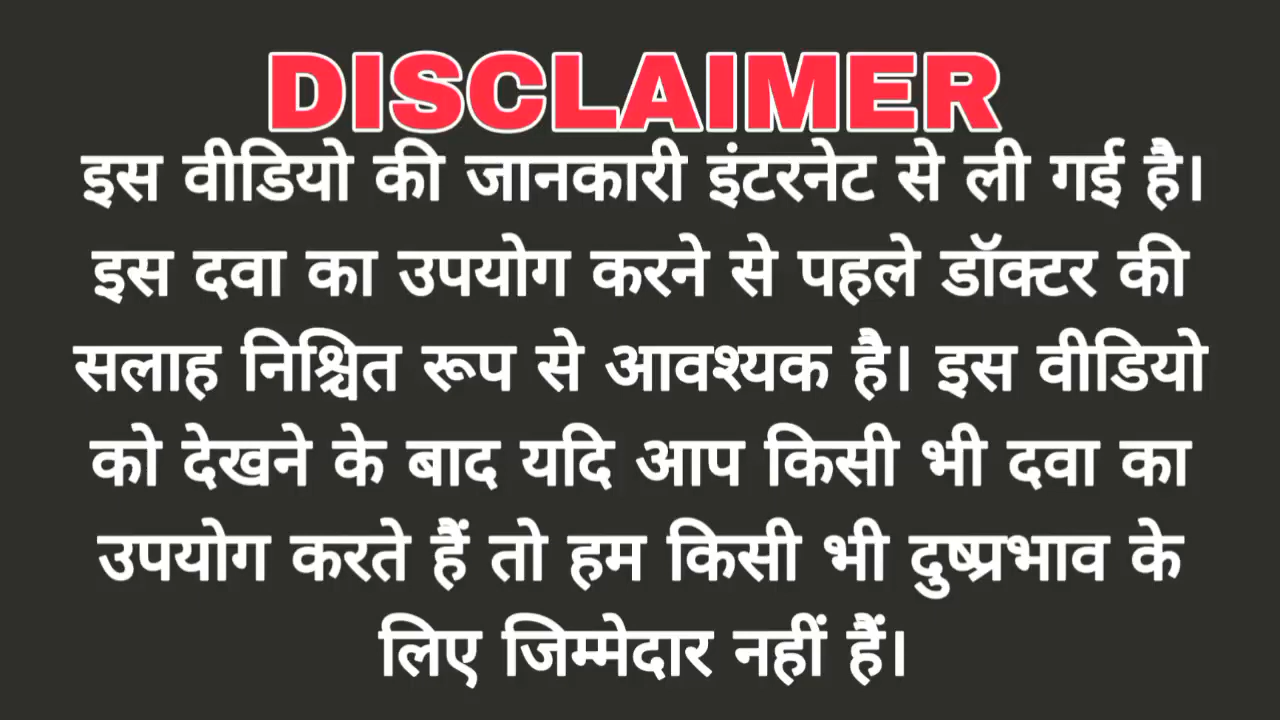 DISCLAIMER
इस वीडियो की जानकारी इंटरनेट से ली गई है।
इस दवा का उपयोग करने से पहले डॉक्टर की
सलाह निश्चित रूप से आवश्यक है। इस वीडियो
को देखने के बाद यदि आप किसी भी दवा का
उपयोग करते हैं तो हम किसी भी दुष्प्रभाव के
लिए जिम्मेदार नहीं हैं।